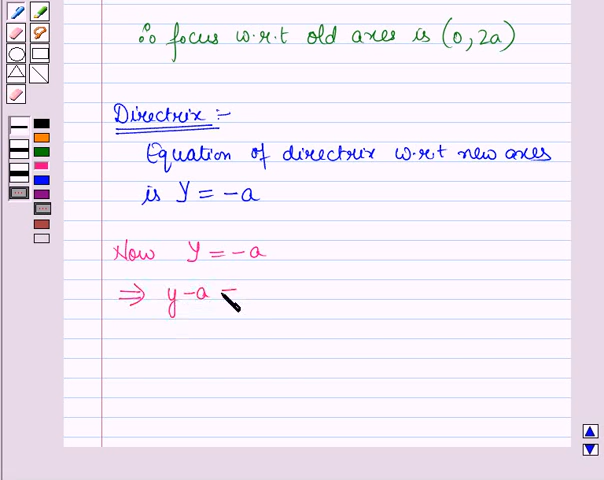 ∴ focus w.r.t old axes is (0, 2a)
Directrix :-
Equation of directrix w.r.t new axes
is Y = -a
Now Y = -a
⇒ y - a =